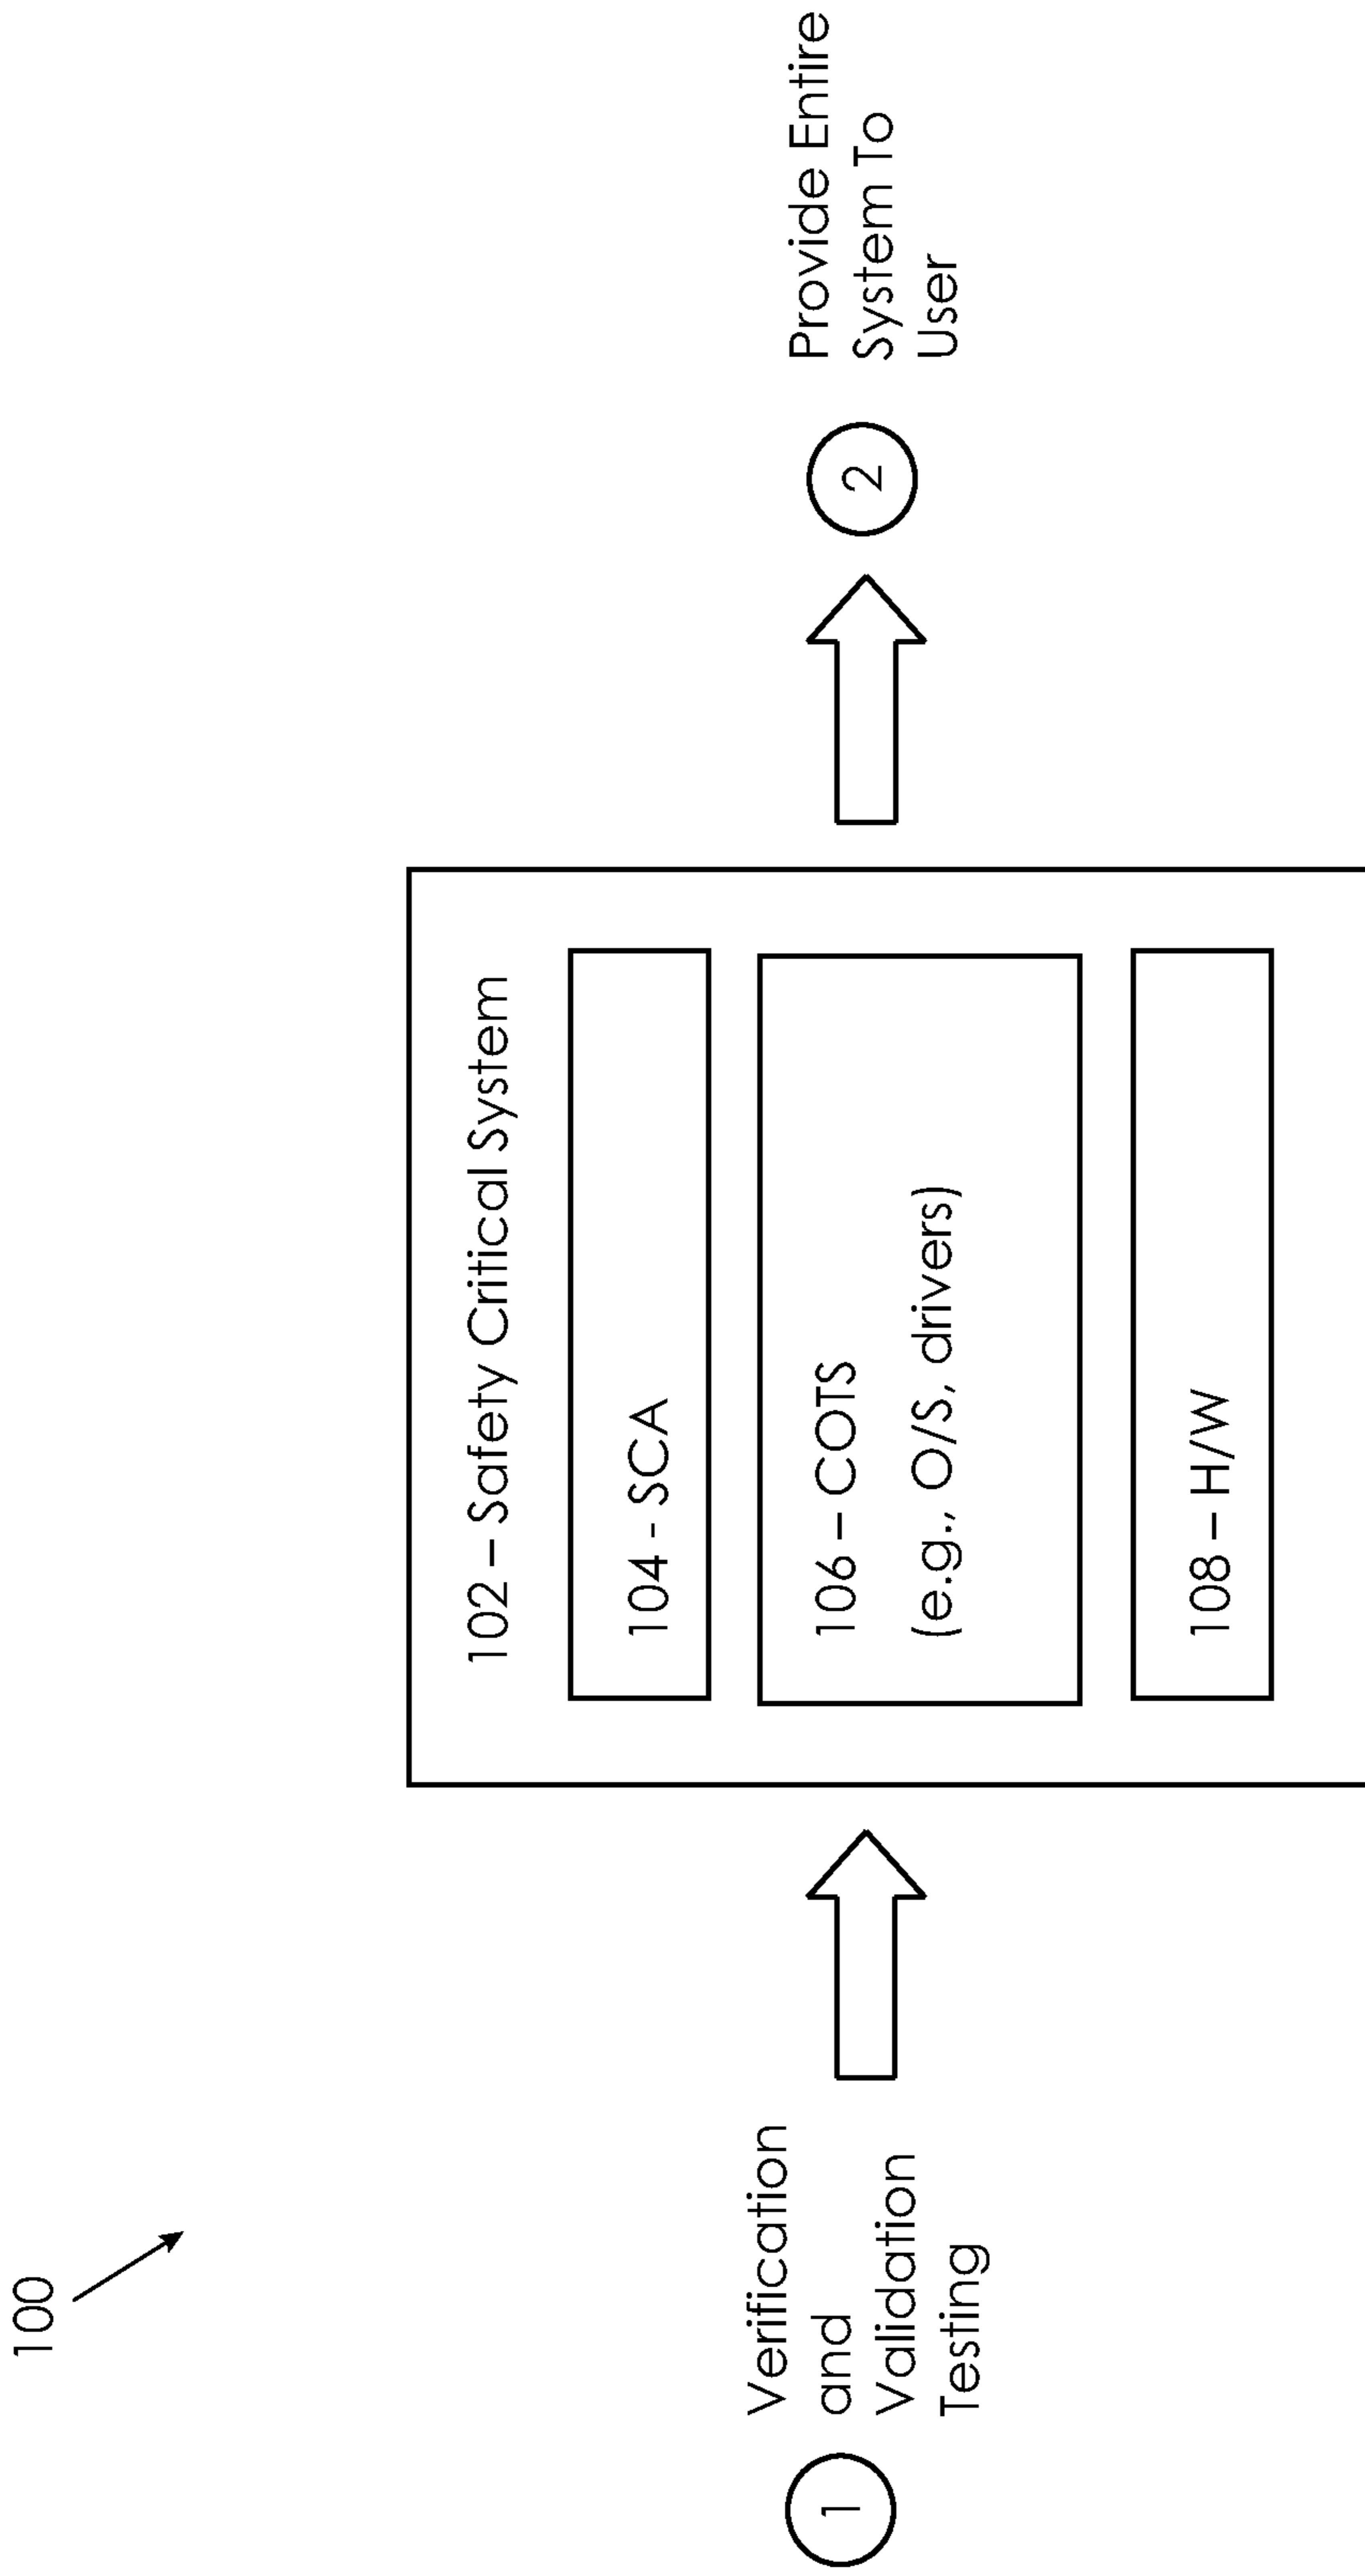 100
1
Verification
and
Validation
Testing
102 – Safety Critical System
104 - SCA
106 – COTS
(e.g., O/S, drivers)
108 – H/W
2
Provide Entire
System To
User